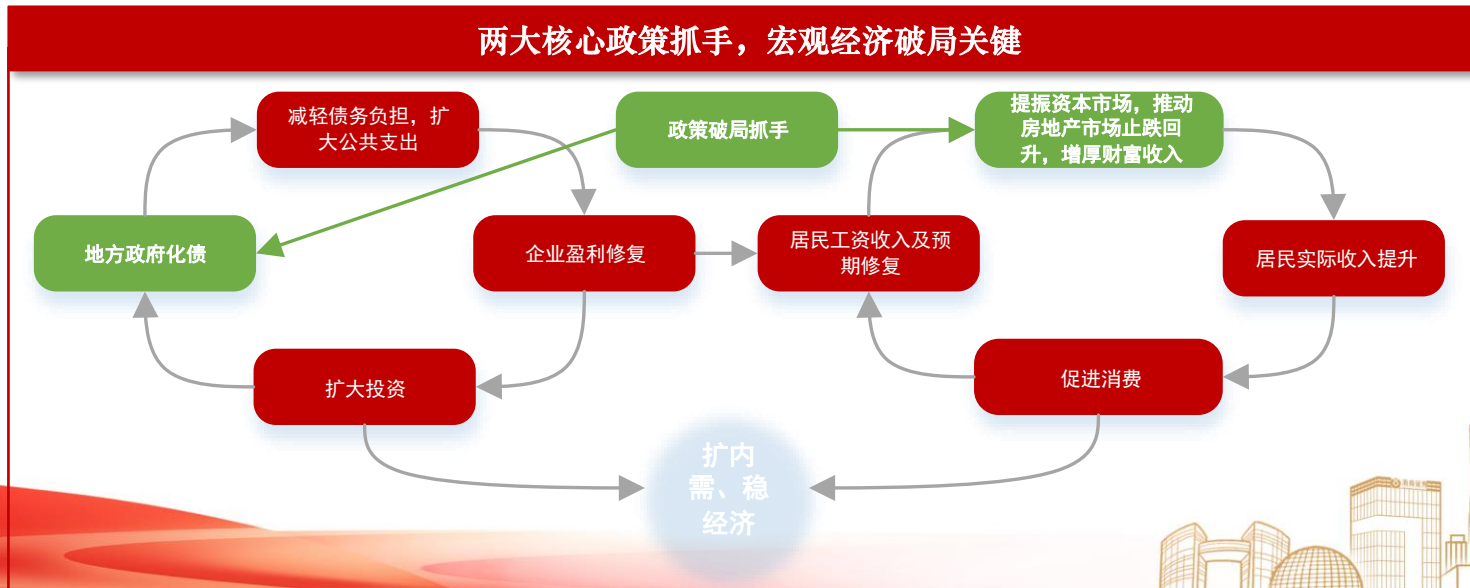 两大核心政策抓手，宏观经济破局关键
减轻债务负担，扩
大公共支出
政策破局抓手
提振资本市场，推动
房地产市场止跌回
升，增厚财富收入
地方政府化债
企业盈利修复
居民工资收入及预
期修复
居民实际收入提升
扩大投资
促进消费
扩内
需、稳
经济